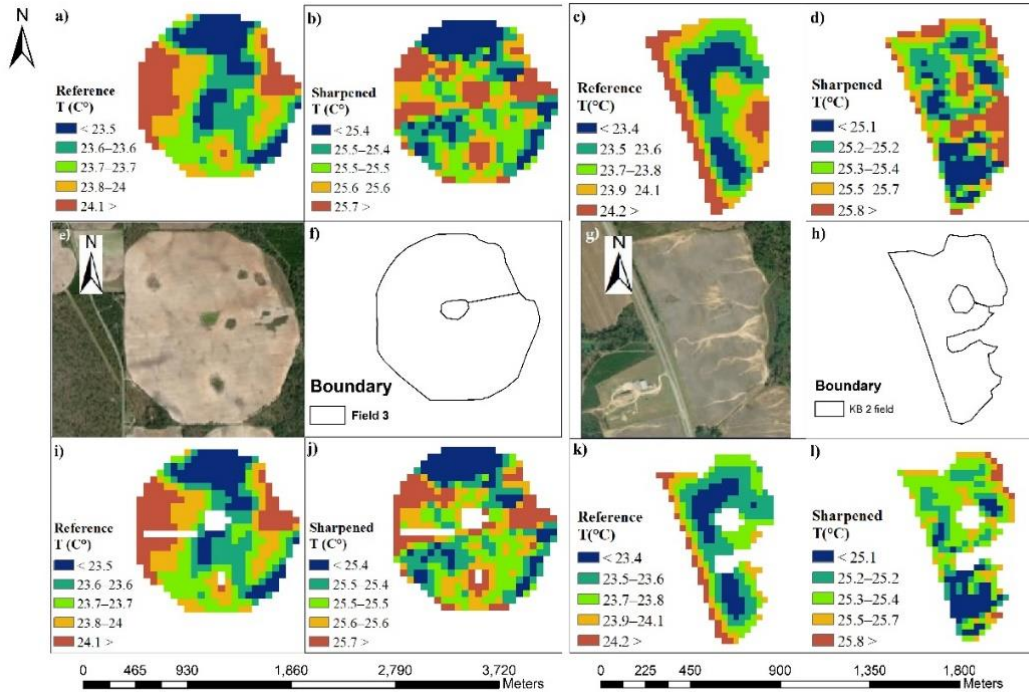 N
a)
Reference
T (C°)
< 23.5
23.6–23.6
23.7–23.7
23.8–24
24.1 >
b)
Sharpened
T (C°)
< 25.4
25.5–25.4
25.5–25.5
25.6–25.6
25.7 >
c)
Reference
T(°C)
< 23.4
23.5–23.6
23.7–23.8
23.9–24.1
24.2 >
d)
Sharpened
T(°C)
< 25.1
25.2–25.2
25.3–25.4
25.5–25.7
25.8 >
e)
N
f)
Boundary
Field 3
g)
N
h)
Boundary
KB 2 field
i)
Reference
T (C°)
< 23.5
23.6–23.6
23.7–23.7
23.8–24
24.1 >
j)
Sharpened
T (C°)
< 25.4
25.5–25.4
25.5–25.5
25.6–25.6
25.7 >
k)
Reference
T(°C)
< 23.4
23.5–23.6
23.7–23.8
23.9–24.1
24.2 >
l)
Sharpened
T(°C)
< 25.1
25.2–25.2
25.3–25.4
25.5–25.7
25.8 >
0 465 930 1,860 2,790 3,720
Meters
0 225 450 900 1,350 1,800
Meters